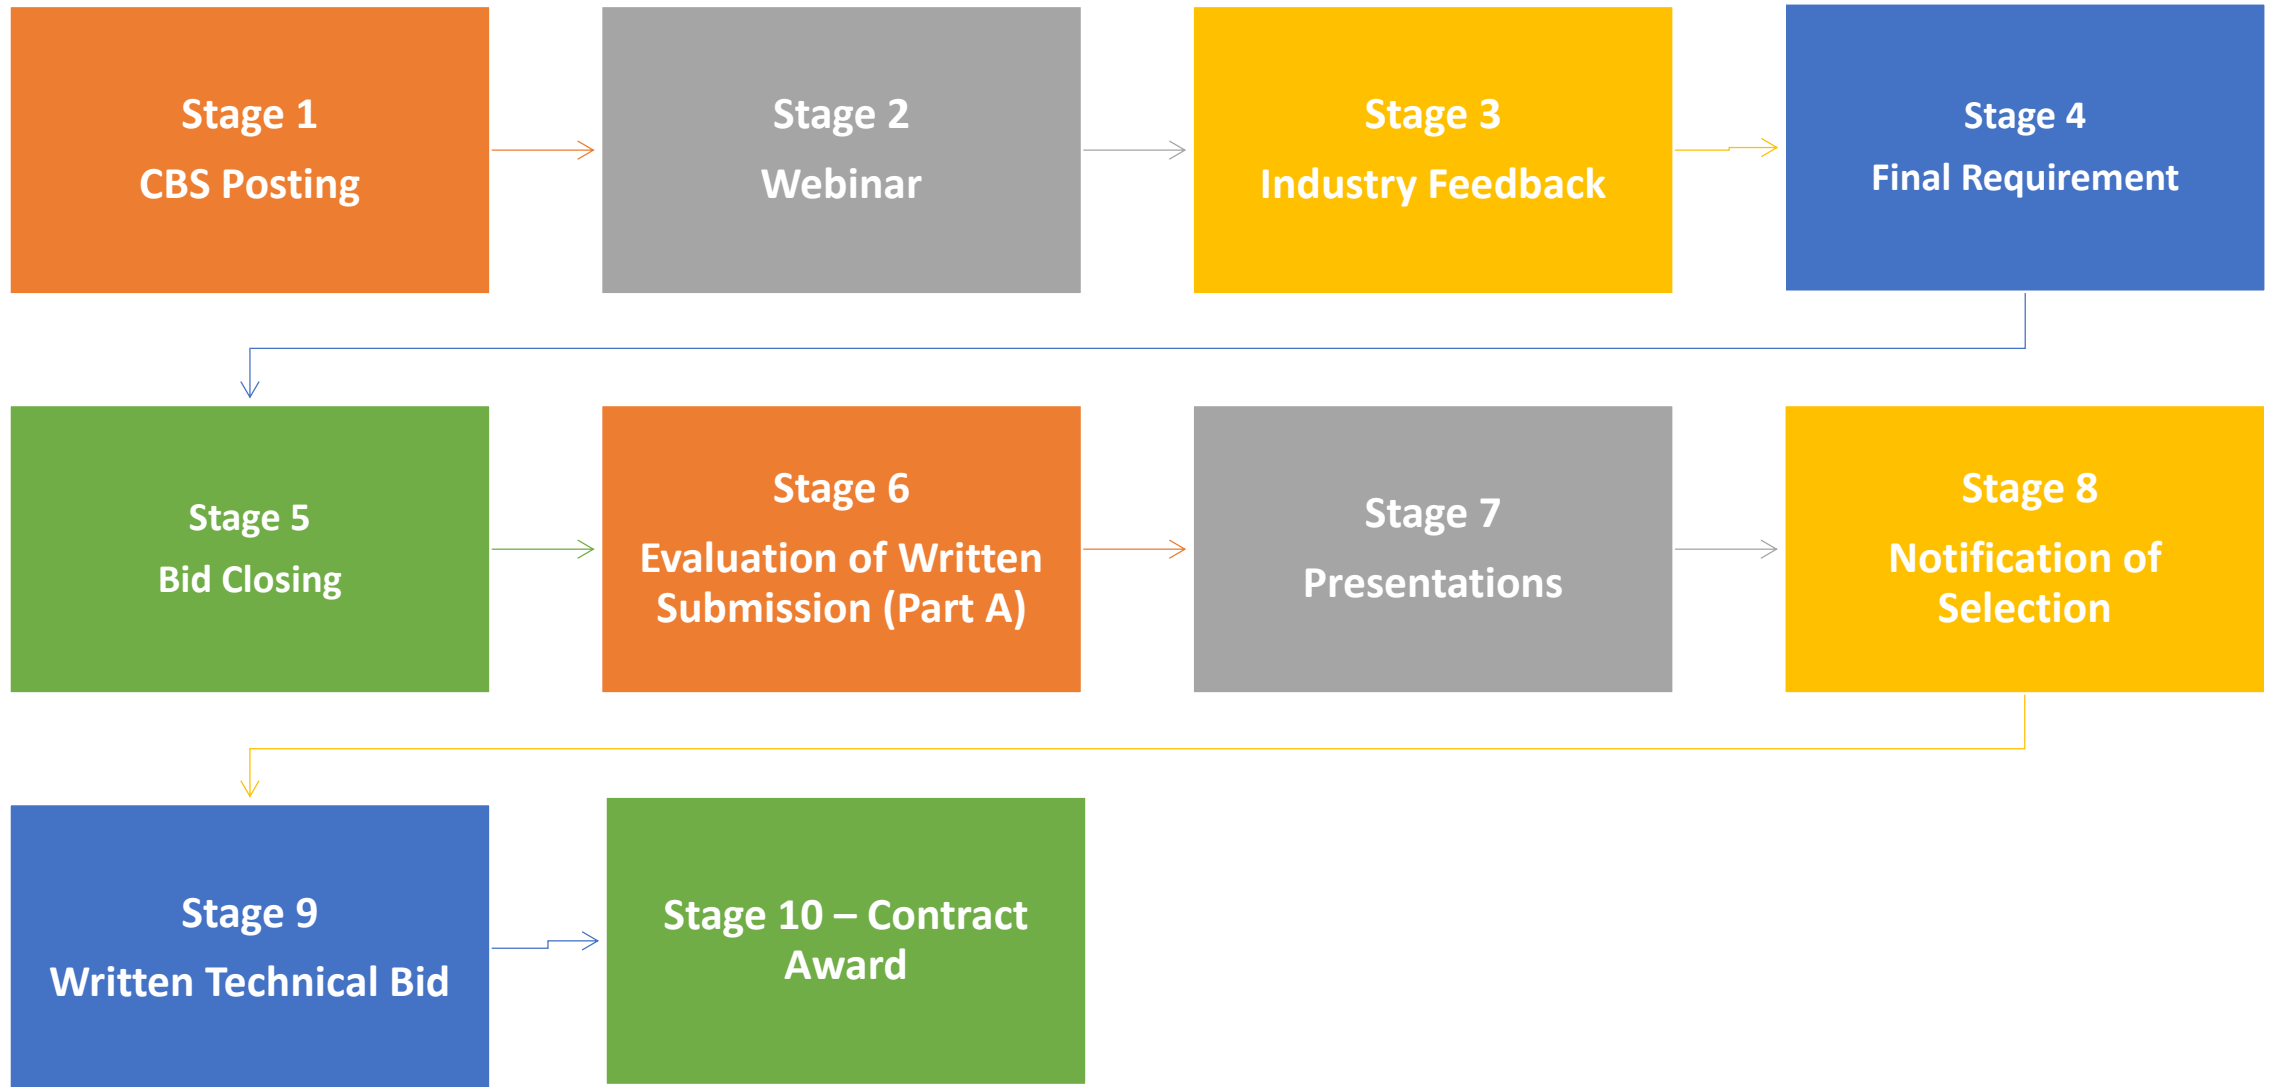 Stage 1
CBS Posting
Stage 2
Webinar
Stage 3
Industry Feedback
Stage 4
Final Requirement
Stage 5
Bid Closing
Stage 6
Evaluation of Written
Submission (Part A)
Stage 7
Presentations
Stage 8
Notification of
Selection
Stage 9
Written Technical Bid
Stage 10 – Contract
Award